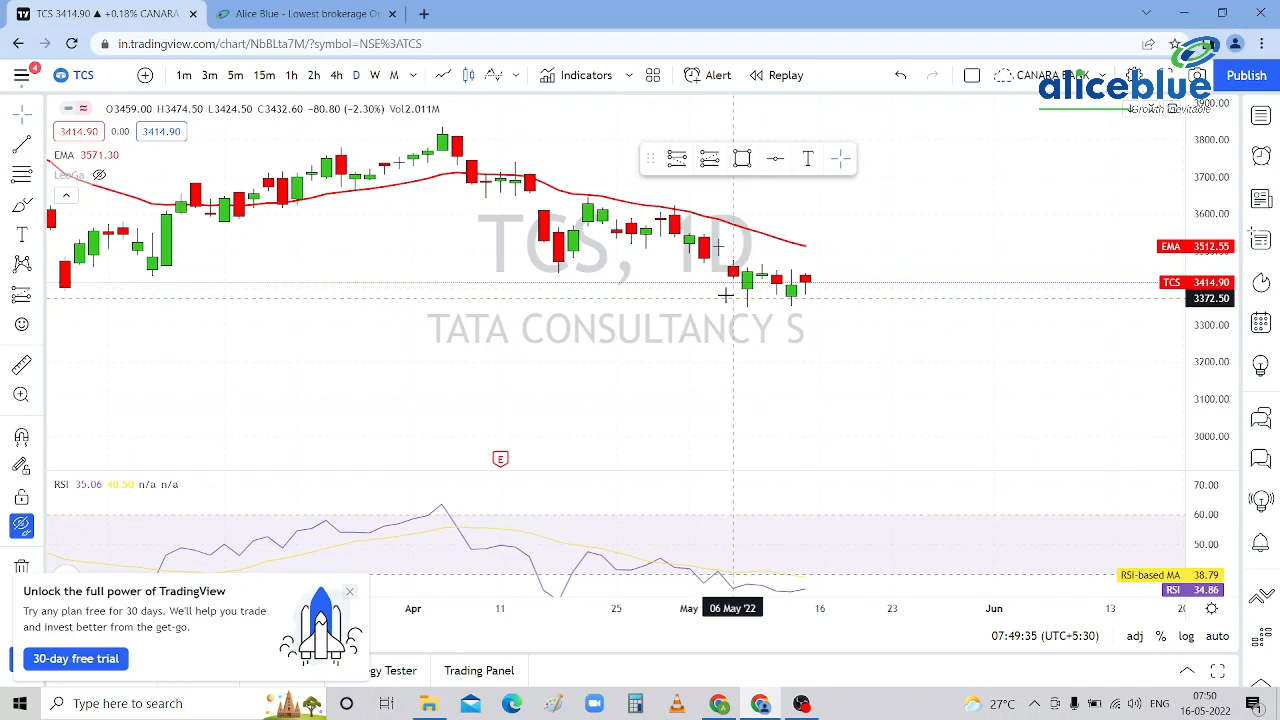 TCS 3414.90 ▲ +0.18% CANARA
Alice Blue - Lowest brokerage On
in.tradingview.com/chart/NbBLta7M/?symbol=NSE%3ATCS
4
TCS
1m 3m 5m 15m 1h 2h 4h D W M
Indicators
Alert
Replay
CANARA
Publish
aliceblue
O3459.00 H3474.50 L3424.50 C3432.60 -80.80 (-2.30%) Vol2.011M
3414.90 0.00 3414.90
EMA 3571.30
LeoGa
TCS, 1D
TATA CONSULTANCY S
3900.00
3800.00
3700.00
3600.00
EMA 3512.55
TCS 3414.90
3372.50
3300.00
3200.00
3100.00
3000.00
E
RSI 35.06 40.50 n/a n/a
70.00
60.00
50.00
RSI-based MA 38.79
RSI 34.86
Apr 11 25 May 06 May '22 16 23 Jun 13
Unlock the full power of TradingView
Try any plan free for 30 days. We'll help you trade
and invest better from the get-go.
30-day free trial
07:49:35 (UTC+5:30)
adj % log auto
gy Tester
Trading Panel
Type here to search
27°C
ENG
07:50
16-05-2022